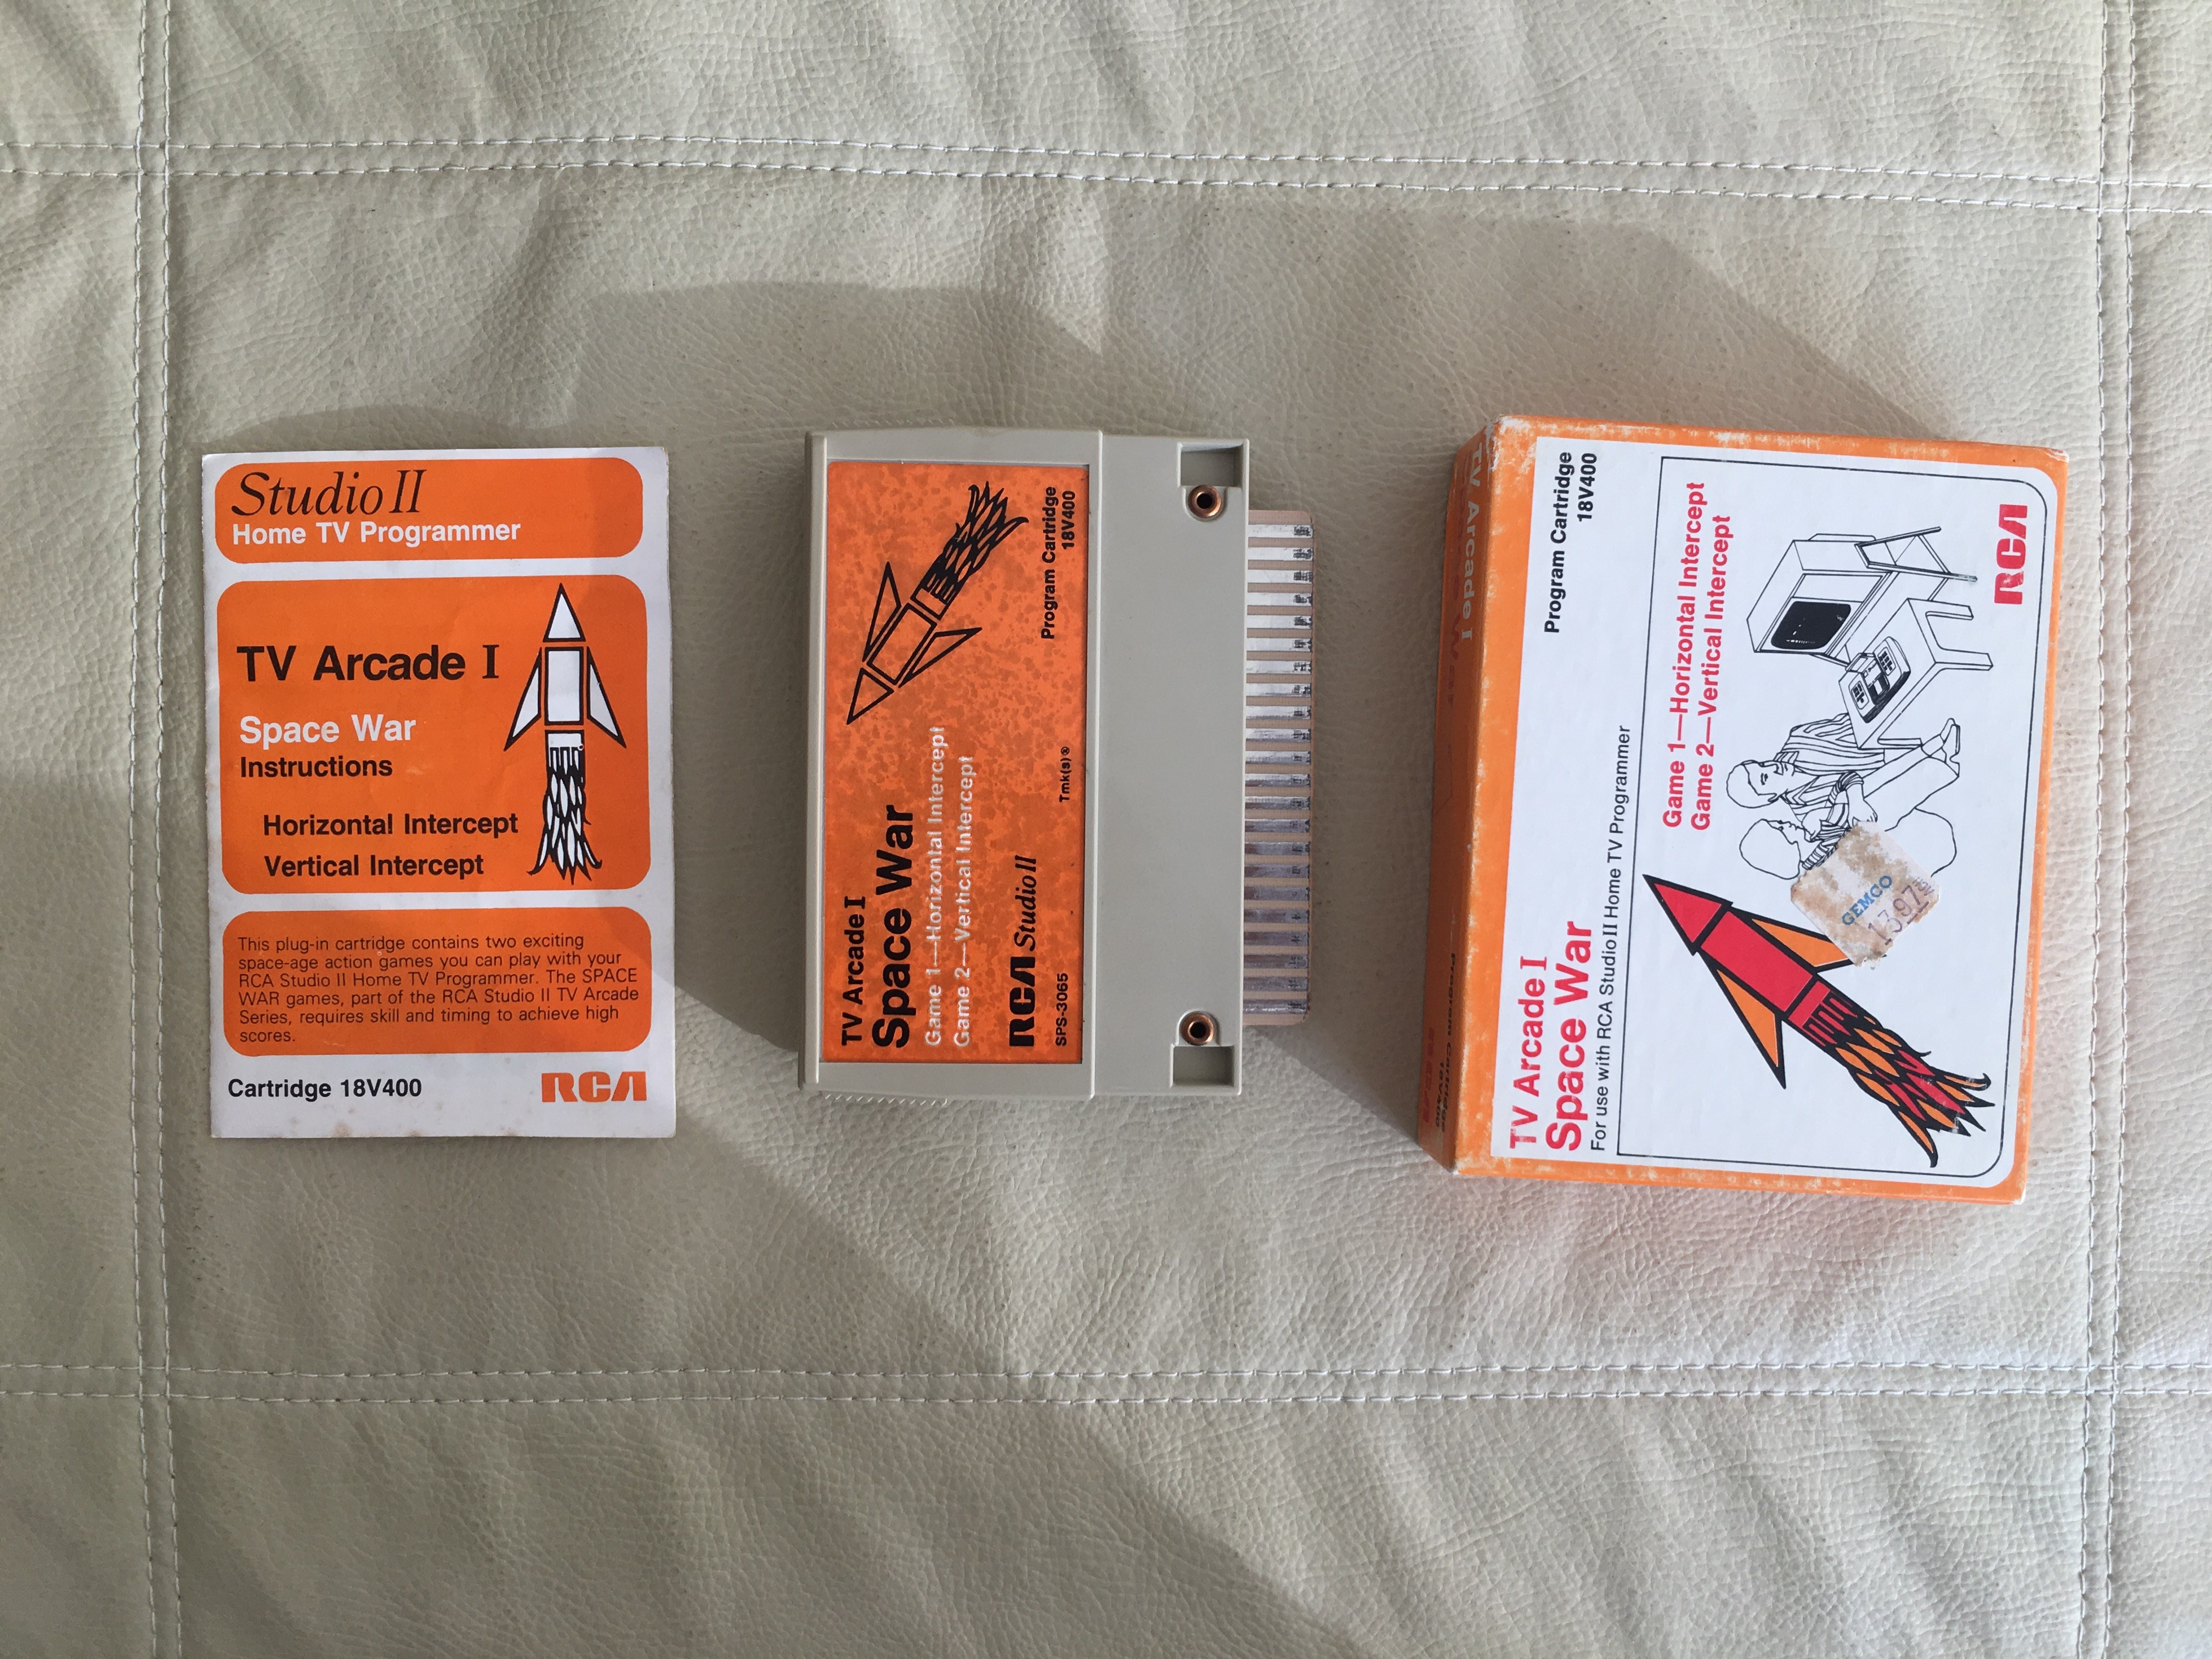 Studio II
Home TV Programmer
TV Arcade I
Space War
Instructions
Horizontal Intercept
Vertical Intercept
This plug-in cartridge contains two exciting
space-age action games you can play with your
RCA Studio II Home TV Programmer. The SPACE
WAR games, part of the RCA Studio II TV Arcade
Series, requires skill and timing to achieve high
scores.
Cartridge 18V400
RCA
TV Arcade I
Space War
Game 1—Horizontal Intercept
Game 2—Vertical Intercept
Program Cartridge
18V400
RCA Studio II
SPS-3065
Tmk(s)®
TV Arcade I
Program Cartridge
18V400
TV Arcade I
Space War
For use with RCA Studio II Home TV Programmer
Program Cartridge
18V400
Game 1—Horizontal Intercept
Game 2—Vertical Intercept
GEMCO
RCA